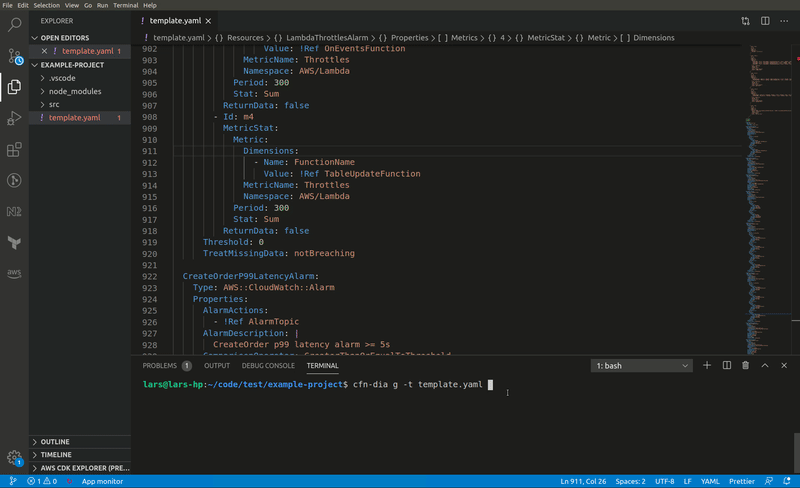 File Edit Selection View Go Run Terminal Help
EXPLORER
OPEN EDITORS
template.yaml 1
EXAMPLE-PROJECT
.vscode
node_modules
src
template.yaml 1
OUTLINE
TIMELINE
AWS CDK EXPLORER (PRE...
template.yaml
template.yaml > {} Resources > {} LambdaThrottlesAlarm > {} Properties > [ ] Metrics > {} 4 > {} MetricStat > {} Metric > [ ] Dimensions
902 Value: !Ref OnEventsFunction
903 MetricName: Throttles
904 Namespace: AWS/Lambda
905 Period: 300
906 Stat: Sum
907 ReturnData: false
908 - Id: m4
909 MetricStat:
910 Metric:
911 Dimensions:
912 - Name: FunctionName
913 Value: !Ref TableUpdateFunction
914 MetricName: Throttles
915 Namespace: AWS/Lambda
916 Period: 300
917 Stat: Sum
918 ReturnData: false
919 Threshold: 0
920 TreatMissingData: notBreaching
921
922 CreateOrderP99LatencyAlarm:
923 Type: AWS::CloudWatch::Alarm
924 Properties:
925 AlarmActions:
926 - !Ref AlarmTopic
927 AlarmDescription: |
928 CreateOrder p99 latency alarm >= 5s
PROBLEMS 1 OUTPUT DEBUG CONSOLE TERMINAL
1: bash
lars@lars-hp:~/code/test/example-project$ cfn-dia g -t template.yaml
N2
aws
1
1 0
App monitor
Ln 911, Col 26 Spaces: 2 UTF-8 LF YAML Prettier